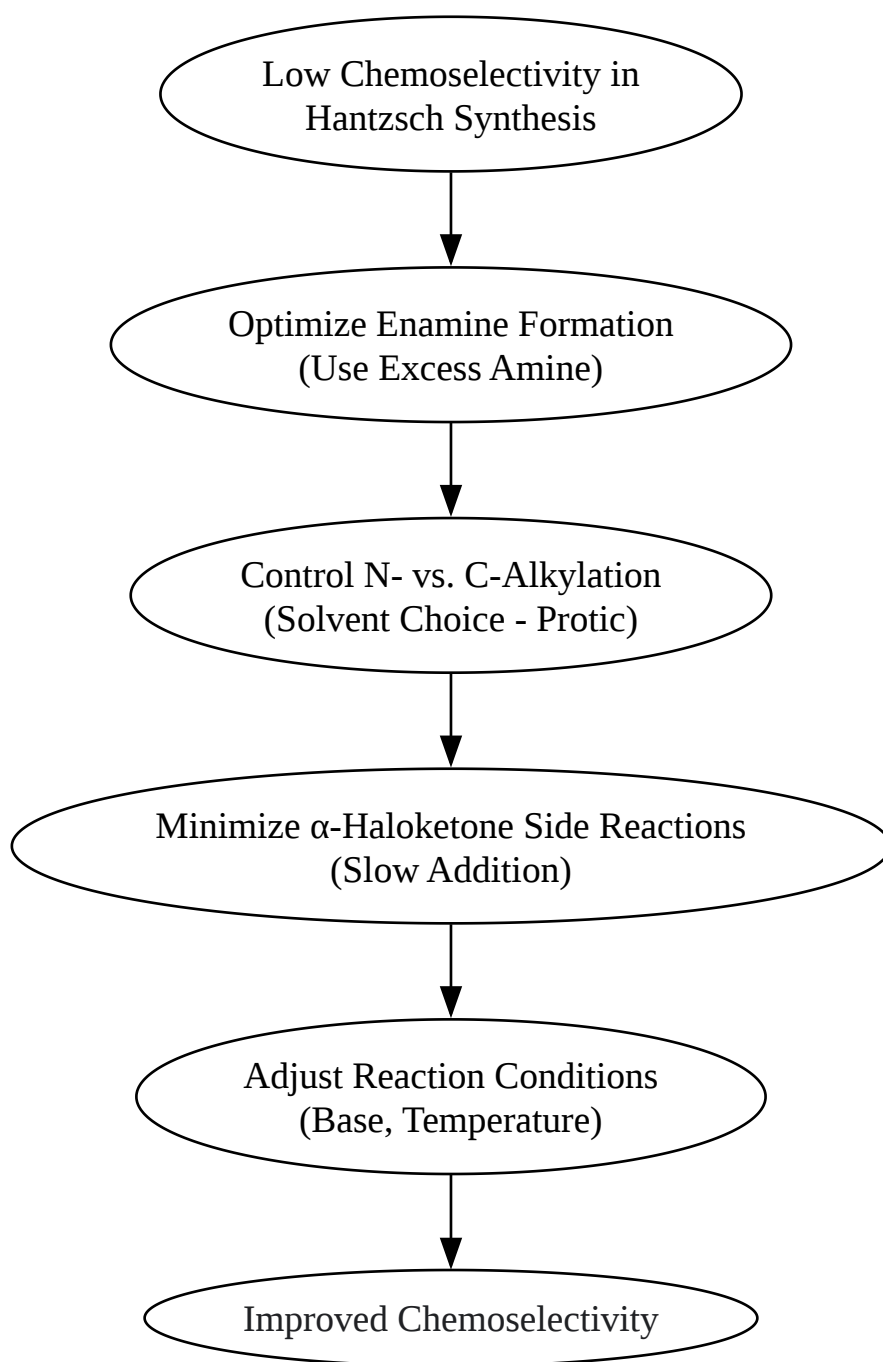 Low Chemoselectivity in
Hantzsch Synthesis
Optimize Enamine Formation
(Use Excess Amine)
Control N- vs. C-Alkylation
(Solvent Choice - Protic)
Minimize α-Haloketone Side Reactions
(Slow Addition)
Adjust Reaction Conditions
(Base, Temperature)
Improved Chemoselectivity